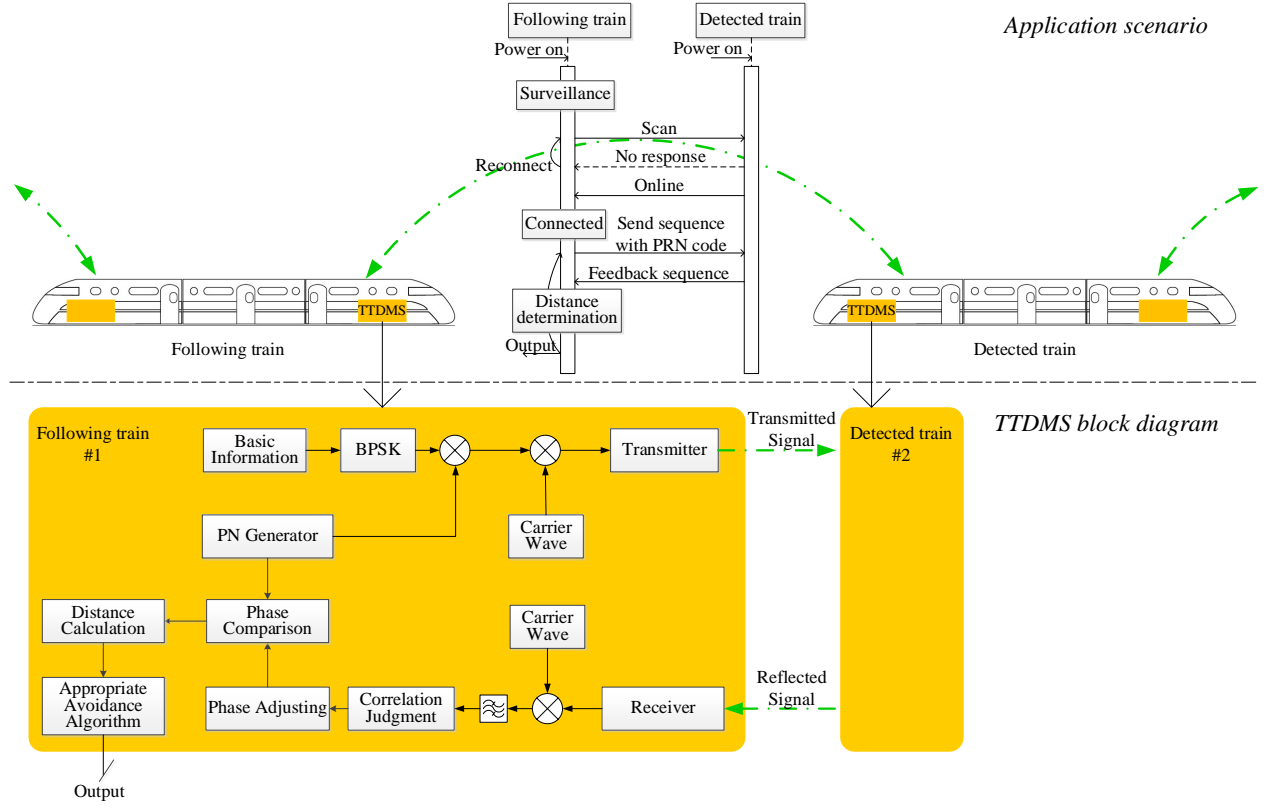 Following train
Detected train
Application scenario
Power on
Power on
Surveillance
Scan
Reconnect
No response
Online
Connected
Send sequence
with PRN code
Feedback sequence
Distance
determination
Output
TTDMS
TTDMS
Following train
Detected train
Following train
#1
Basic
Information
BPSK
Transmitter
Transmitted
Signal
Detected train
#2
TTDMS block diagram
PN Generator
Carrier
Wave
Distance
Calculation
Phase
Comparison
Carrier
Wave
Appropriate
Avoidance
Algorithm
Phase Adjusting
Correlation
Judgment
Receiver
Reflected
Signal
Output